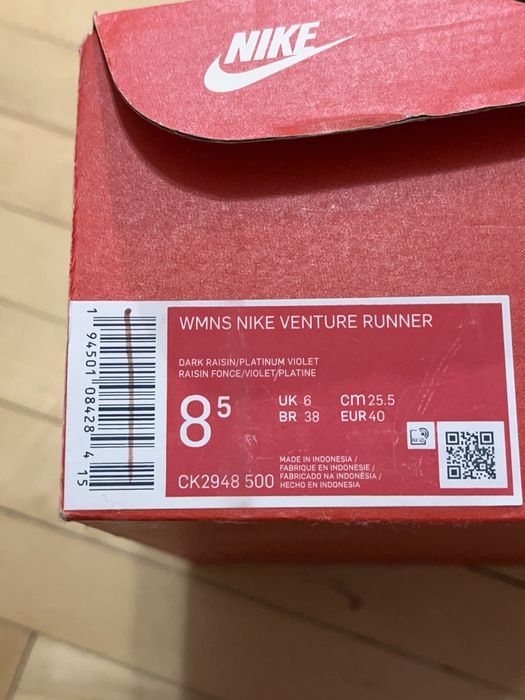 NIKE
WMNS NIKE VENTURE RUNNER
DARK RAISIN/PLATINUM VIOLET
RAISIN FONCE/VIOLET/PLATINE
8⁵
UK 6 cm 25.5
BR 38 EUR 40
CK2948 500
MADE IN INDONESIA /
FABRIQUE EN INDONESIE /
FABRICADO NA INDONÉSIA /
HECHO EN INDONESIA
1 94501 08428 4 15